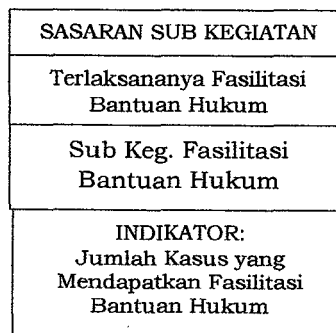 SASARAN SUB KEGIATAN
Terlaksananya Fasilitasi
Bantuan Hukum
Sub Keg. Fasilitasi
Bantuan Hukum
INDIKATOR:
Jumlah Kasus yang
Mendapatkan Fasilitasi
Bantuan Hukum